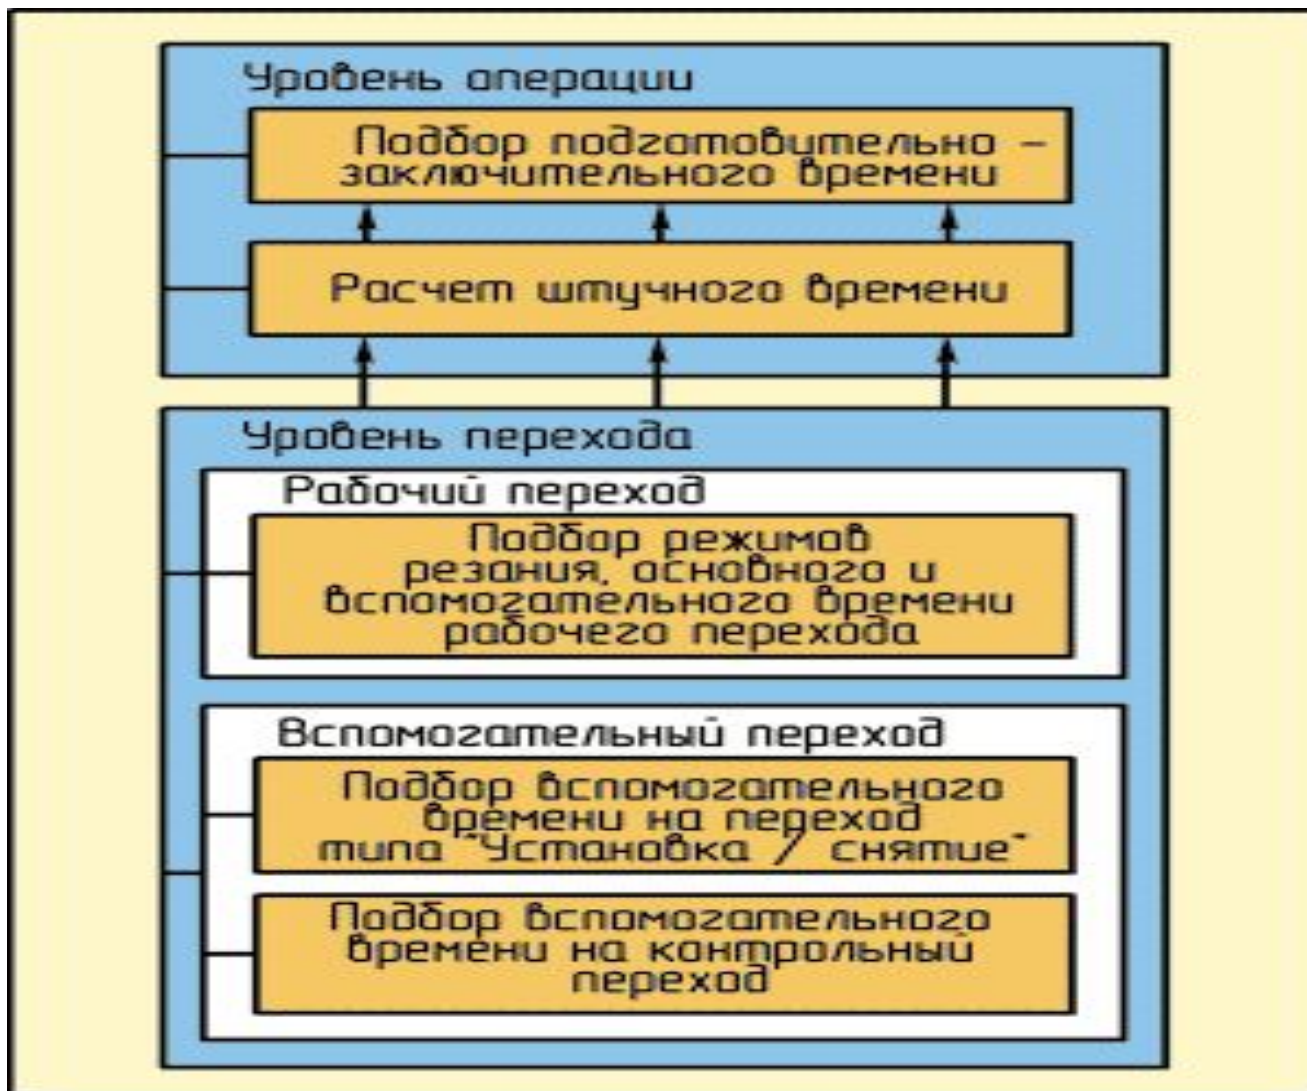 Уровень операции
Подбор подготовительно –
заключительного времени
Расчет штучного времени
Уровень перехода
Рабочий переход
Подбор режимов
резания, основного и
вспомогательного времени
рабочего перехода
Вспомогательный переход
Подбор вспомогательного
времени на переход
типа "Установка / снятие"
Подбор вспомогательного
времени на контрольный
переход